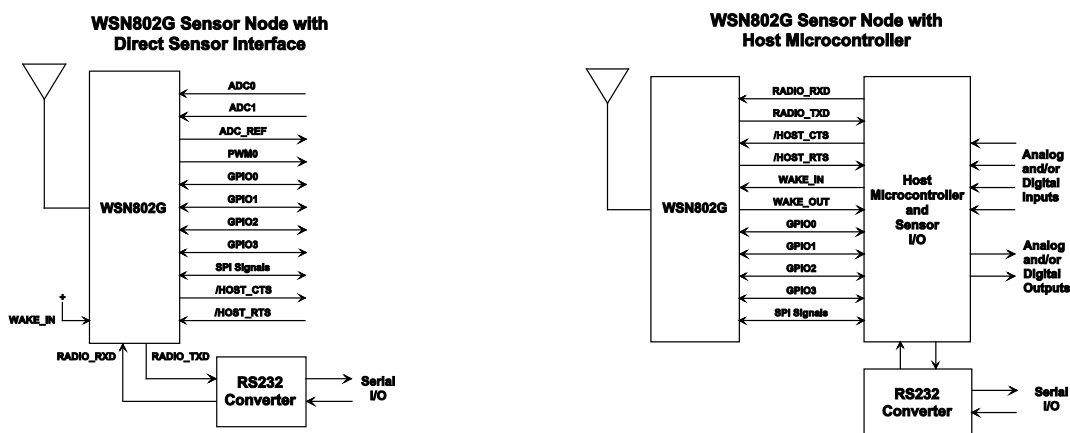 WSN802G Sensor Node with
Direct Sensor Interface
ADC0
ADC1
ADC_REF
PWM0
GPIO0
GPIO1
GPIO2
GPIO3
SPI Signals
/HOST_CTS
/HOST_RTS
WSN802G
+
WAKE_IN
RADIO_RXD
RADIO_TXD
RS232
Converter
Serial
I/O
WSN802G Sensor Node with
Host Microcontroller
RADIO_RXD
RADIO_TXD
/HOST_CTS
/HOST_RTS
WAKE_IN
WAKE_OUT
GPIO0
GPIO1
GPIO2
GPIO3
SPI Signals
WSN802G
Host
Microcontroller
and
Sensor
I/O
Analog
and/or
Digital
Inputs
Analog
and/or
Digital
Outputs
RS232
Converter
Serial
I/O